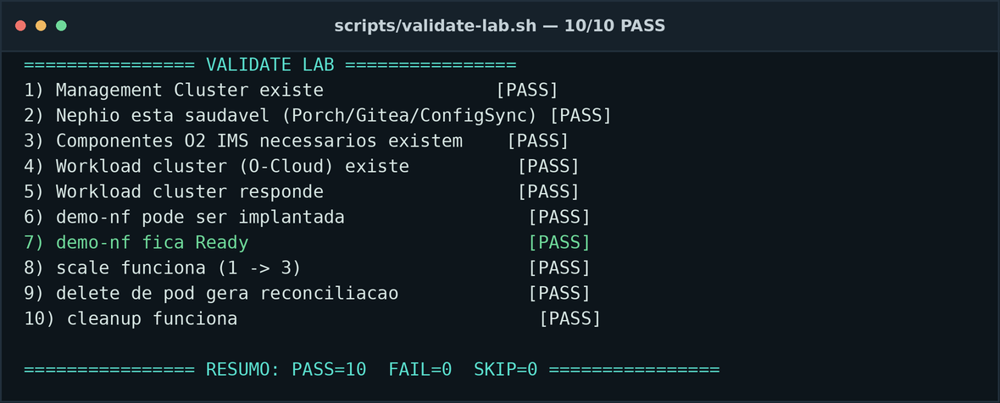 scripts/validate-lab.sh — 10/10 PASS
================ VALIDATE LAB ================
1) Management Cluster existe                [PASS]
2) Nephio esta saudavel (Porch/Gitea/ConfigSync) [PASS]
3) Componentes O2 IMS necessarios existem    [PASS]
4) Workload cluster (O-Cloud) existe          [PASS]
5) Workload cluster responde                  [PASS]
6) demo-nf pode ser implantada                 [PASS]
7) demo-nf fica Ready                          [PASS]
8) scale funciona (1 -> 3)                     [PASS]
9) delete de pod gera reconciliacao            [PASS]
10) cleanup funciona                            [PASS]
================ RESUMO: PASS=10  FAIL=0  SKIP=0 ================